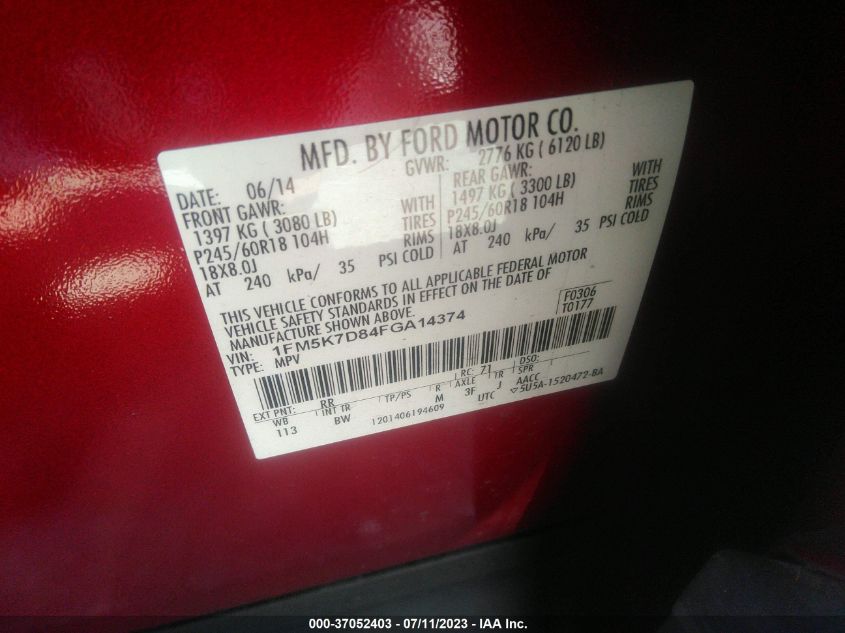 MFD. BY FORD MOTOR CO.
DATE: 06/14 GVWR: 2776 KG ( 6120 LB)
FRONT GAWR: REAR GAWR:
1397 KG ( 3080 LB) WITH 1497 KG ( 3300 LB) WITH
P245/60R18 104H TIRES P245/60R18 104H TIRES
18X8.0J RIMS 18X8.0J RIMS
AT 240 kPa/ 35 PSI COLD AT 240 kPa/ 35 PSI COLD
THIS VEHICLE CONFORMS TO ALL APPLICABLE FEDERAL MOTOR
VEHICLE SAFETY STANDARDS IN EFFECT ON THE DATE OF
MANUFACTURE SHOWN ABOVE.
F0306
T0177
VIN: 1FM5K7D84FGA14374
TYPE: MPV
EXT PNT: RR RC: 71 DSO:
WB INT TR TP/PS R AXLE TR SPR
113 BW M 3F J AACC
1201406194609 UTC 5U5A-1520472-BA
000-37052403 - 07/11/2023 - IAA Inc.